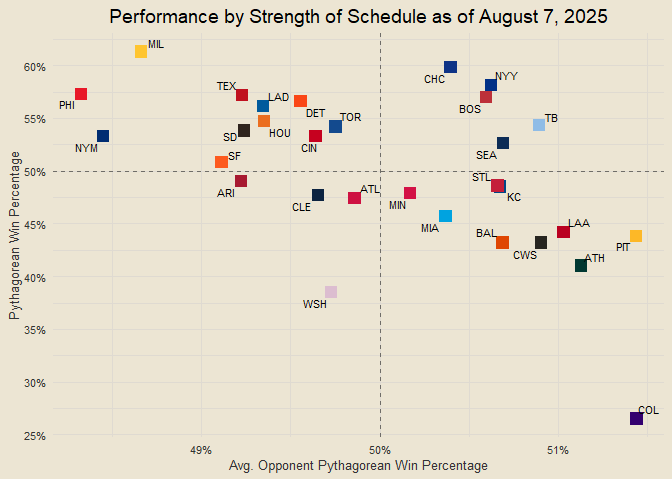 Performance by Strength of Schedule as of August 7, 2025
Pythagorean Win Percentage
60%
55%
50%
45%
40%
35%
30%
25%
MIL
PHI
NYM
TEX
LAD
DET
TOR
HOU
SD
CIN
SF
ARI
CLE
ATL
MIN
WSH
CHC
NYY
BOS
TB
SEA
STL
KC
MIA
BAL
CWS
LAA
PIT
ATH
COL
49%
50%
51%
Avg. Opponent Pythagorean Win Percentage